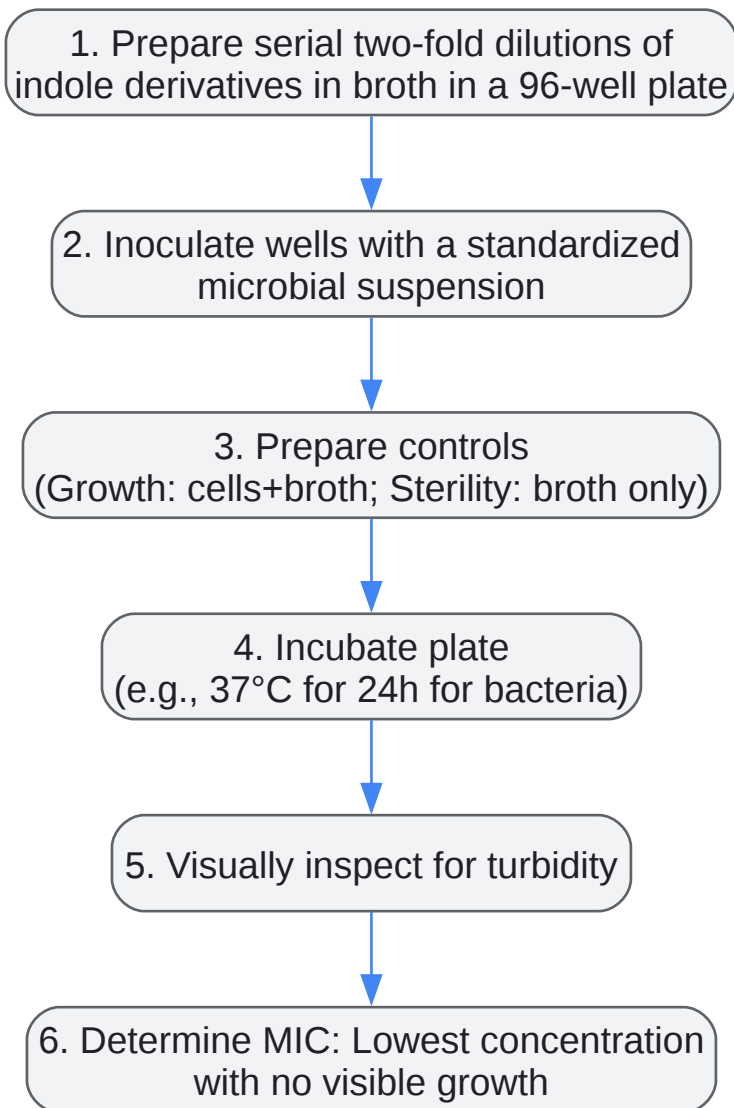 1. Prepare serial two-fold dilutions of
indole derivatives in broth in a 96-well plate
2. Inoculate wells with a standardized
microbial suspension
3. Prepare controls
(Growth: cells+broth; Sterility: broth only)
4. Incubate plate
(e.g., 37°C for 24h for bacteria)
5. Visually inspect for turbidity
6. Determine MIC: Lowest concentration
with no visible growth